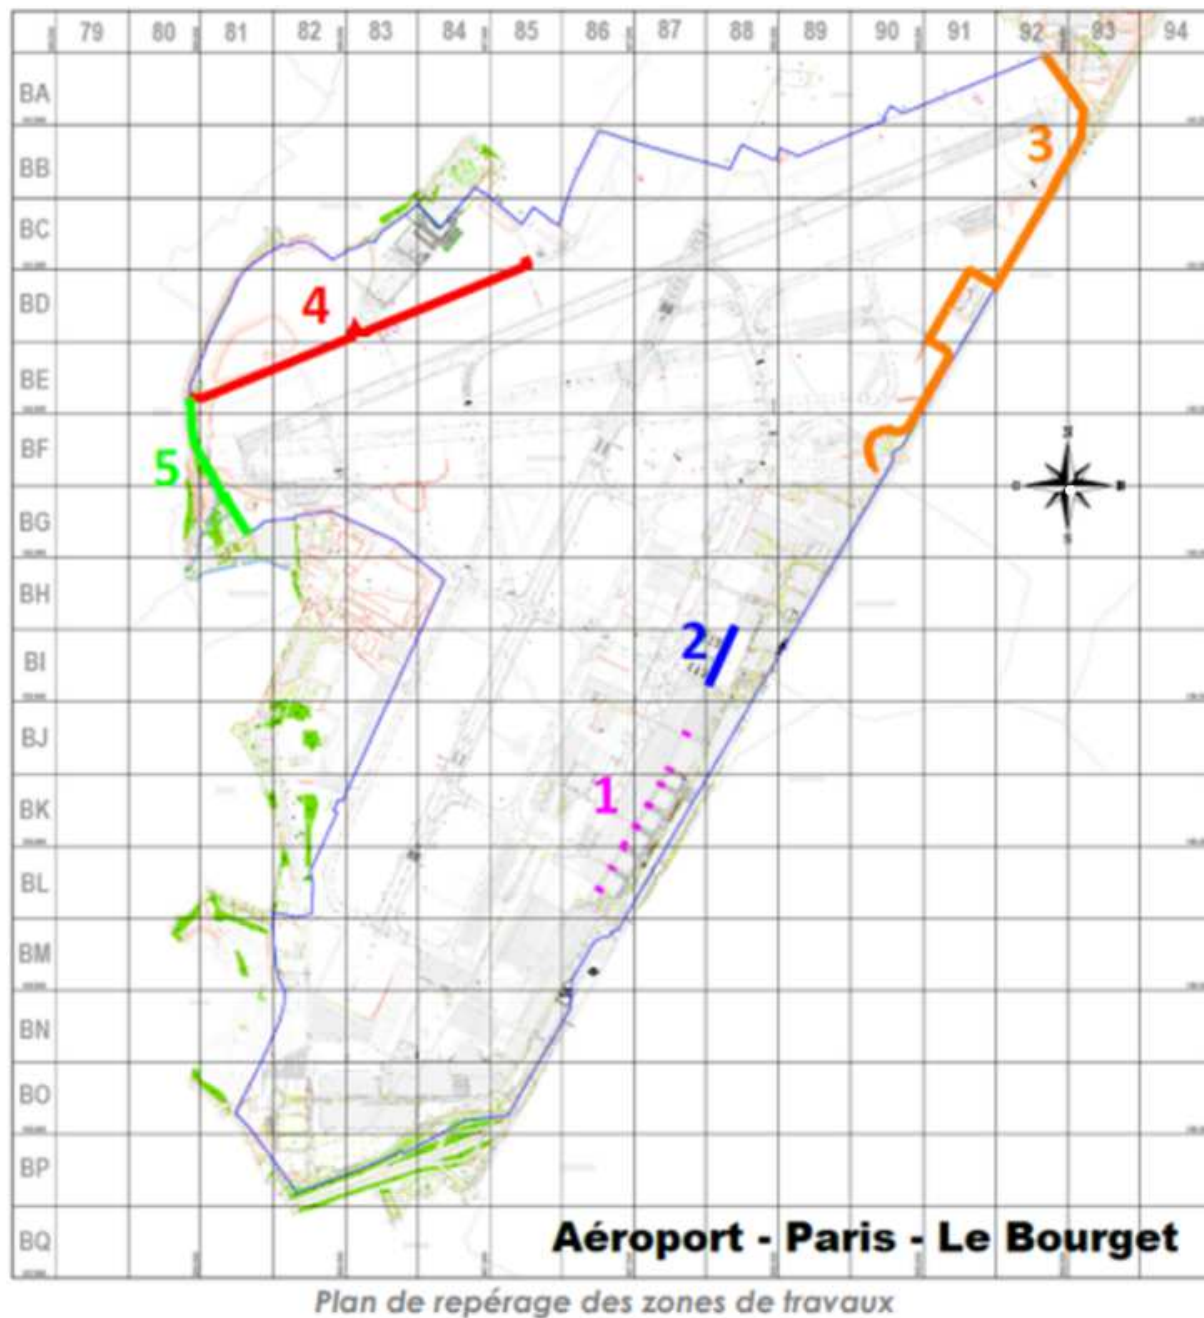 79 80 81 82 83 84 85 86 87 88 89 90 91 92 93 94
BA
3
BB
BC
4
BD
BE
5
BF
BG
BH
2
BI
BJ
1
BK
BL
BM
BN
BO
BP
BQ
Aéroport - Paris - Le Bourget
Plan de repérage des zones de travaux